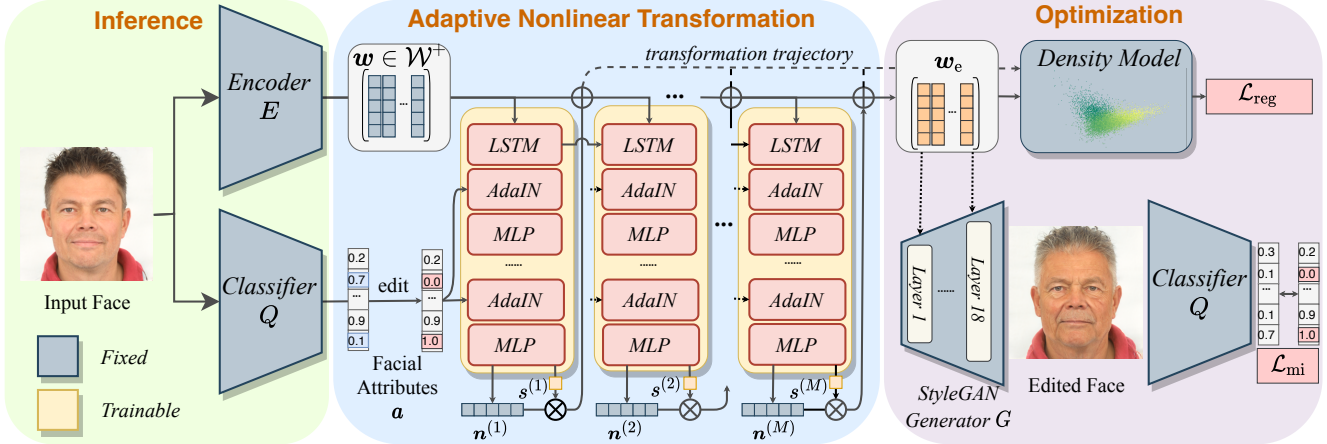 Inference
Adaptive Nonlinear Transformation
Optimization
Encoder
E
w ∈ W⁺
...
transformation trajectory
...
w_e
...
Density Model
L_reg
LSTM
LSTM
LSTM
AdaIN
AdaIN
AdaIN
MLP
MLP
MLP
...
......
......
......
AdaIN
AdaIN
AdaIN
MLP
MLP
MLP
Input Face
Classifier
Q
0.2
0.7
...
0.9
0.1
edit
0.2
0.0
...
0.9
1.0
Facial
Attributes
a
s⁽¹⁾
s⁽²⁾
s⁽ᴹ⁾
n⁽¹⁾
n⁽²⁾
n⁽ᴹ⁾
Fixed
Trainable
Layer 1
......
Layer 18
StyleGAN
Generator G
Edited Face
Classifier
Q
0.3
0.1
...
0.1
0.7
0.2
0.0
...
0.9
1.0
L_mi